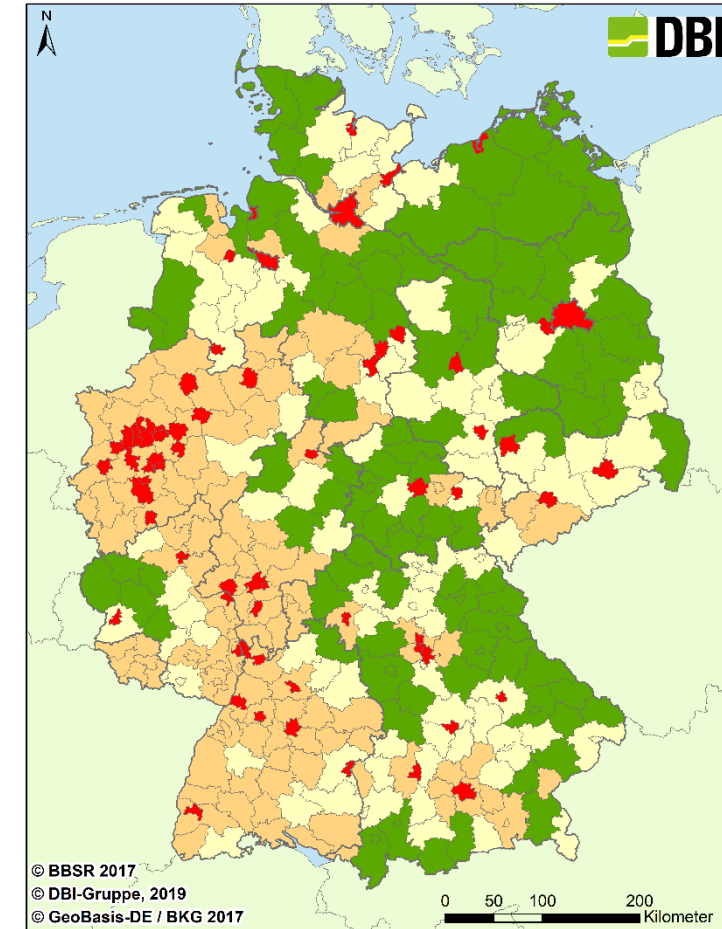 N
DBI
© BBSR 2017
© DBI-Gruppe, 2019
© GeoBasis-DE / BKG 2017
0 50 100 200
Kilometer